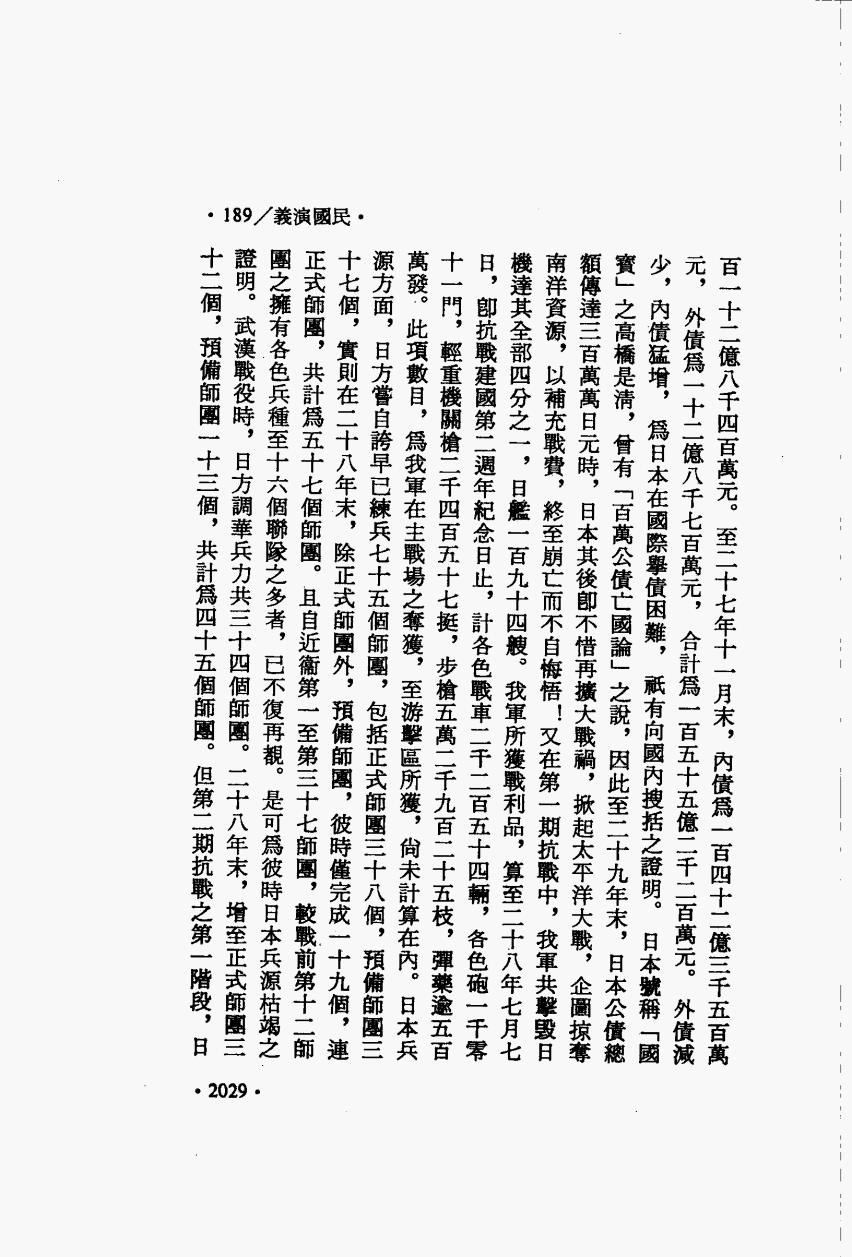 •189／義演國民•
百一十二億八千四百萬元。至二十七年十一月末，內債爲一百四十二億三千五百萬
元，外債爲一十二億八千七百萬元，合計爲一百五十五億二千二百萬元。外債減
少，內債猛增，爲日本在國際舉債困難，祇有向國內搜括之證明。日本號稱「國
寶」之高橋是清，曾有「百萬公債亡國論」之說，因此至二十九年末，日本公債總
額傳達三百萬萬日元時，日本其後卽不惜再擴大戰禍，掀起太平洋大戰，企圖掠奪
南洋資源，以補充戰費，終至崩亡而不自悔悟！又在第一期抗戰中，我軍共擊毀日
機達其全部四分之一，日艦一百九十四艘。我軍所獲戰利品，算至二十八年七月七
日，卽抗戰建國第二週年紀念日止，計各色戰車二千二百五十四輛，各色砲一千零
十一門，輕重機關槍二千四百五十七挺，步槍五萬二千九百二十五枝，彈藥逾五百
萬發。此項數目，爲我軍在主戰場之奪獲，至游擊區所獲，尙未計算在內。日本兵
源方面，日方嘗自誇早已練兵七十五個師團，包括正式師團三十八個，預備師團三
十七個，實則在二十八年末，除正式師團外，預備師團，彼時僅完成一十九個，連
正式師團，共計爲五十七個師團。且自近衞第一至第三十七師團，較戰前第十二師
團之擁有各色兵種至十六個聯隊之多者，已不復再覩。是可爲彼時日本兵源枯竭之
證明。武漢戰役時，日方調華兵力共三十四個師團。二十八年末，增至正式師團三
十二個，預備師團一十三個，共計爲四十五個師團。但第二期抗戰之第一階段，日
•2029•